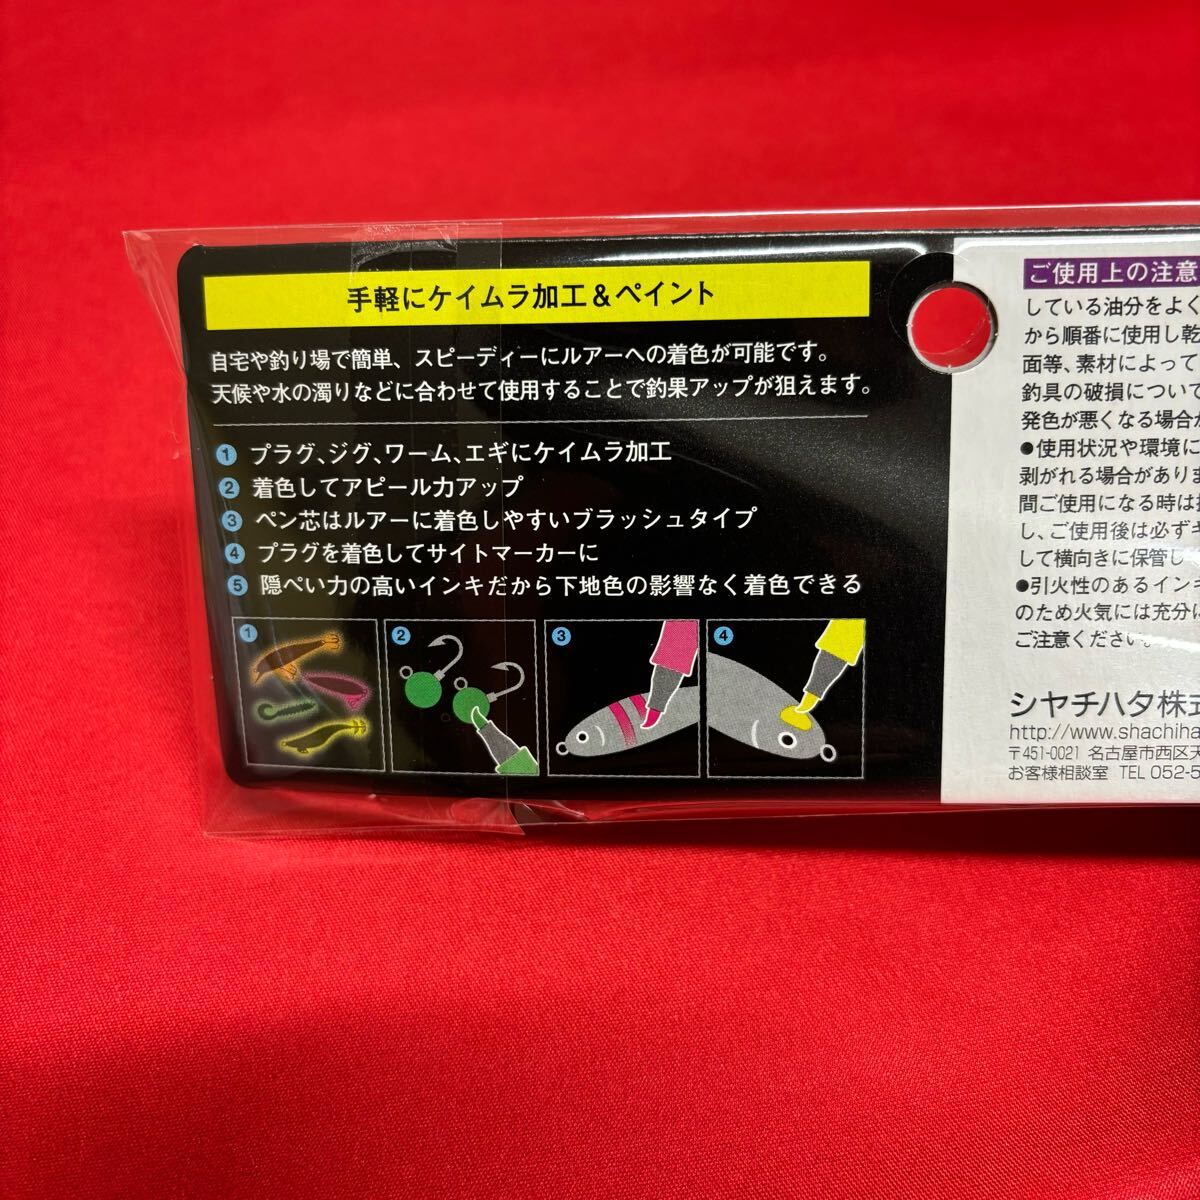 手軽にケイムラ加工&ペイント
自宅や釣り場で簡単、スピーディーにルアーへの着色が可能です。
天候や水の濁りなどに合わせて使用することで釣果アップが狙えます。
1 プラグ、ジグ、ワーム、エギにケイムラ加工
2 着色してアピール力アップ
3 ペン芯はルアーに着色しやすいブラッシュタイプ
4 プラグを着色してサイトマーカーに
5 隠ぺい力の高いインキだから下地色の影響なく着色できる
1
2
3
4
ご使用上の注意
している油分をよく
から順番に使用し乾
面等、素材によって
釣具の破損につい
発色が悪くなる場合
●使用状況や環境に
剥がれる場合があり
間ご使用になる時は
し、ご使用後は必ず
して横向きに保管し
●引火性のあるイン
のため火気には充分に
ご注意ください。
シヤチハタ株式
http://www.shachiha
〒451-0021 名古屋市西区
お客様相談室 TEL 052-5